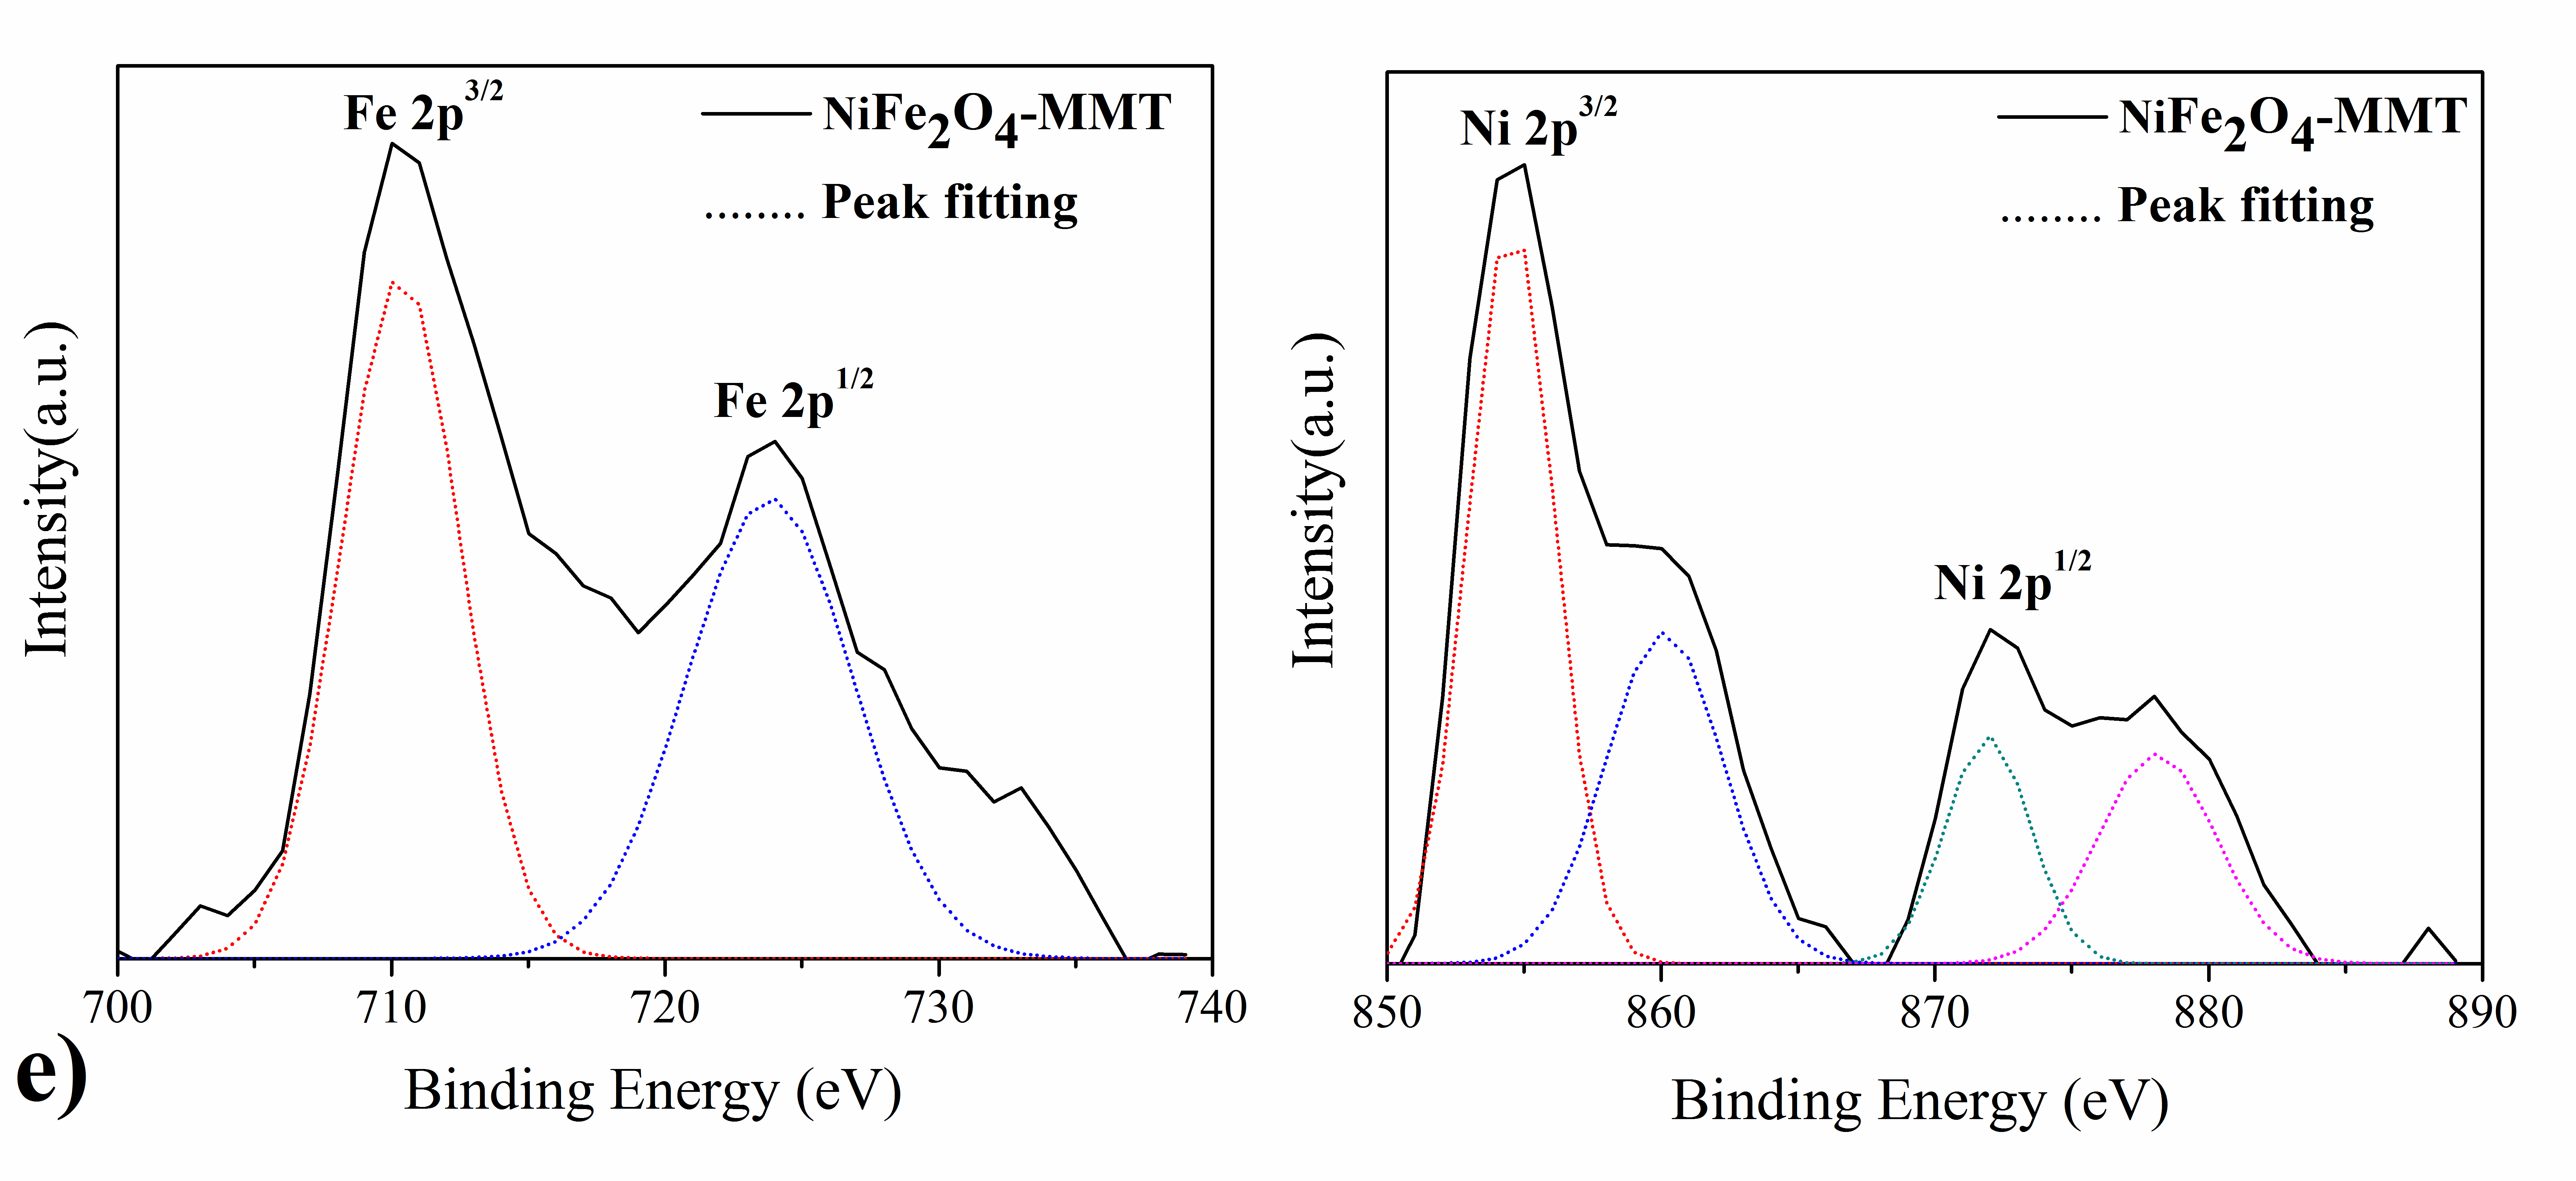 Fe 2p3/2
NiFe2O4-MMT
Peak fitting
Fe 2p1/2
Intensity(a.u.)
700 710 720 730 740
Binding Energy (eV)
e)
Ni 2p3/2
NiFe2O4-MMT
Peak fitting
Ni 2p1/2
Intensity(a.u.)
850 860 870 880 890
Binding Energy (eV)